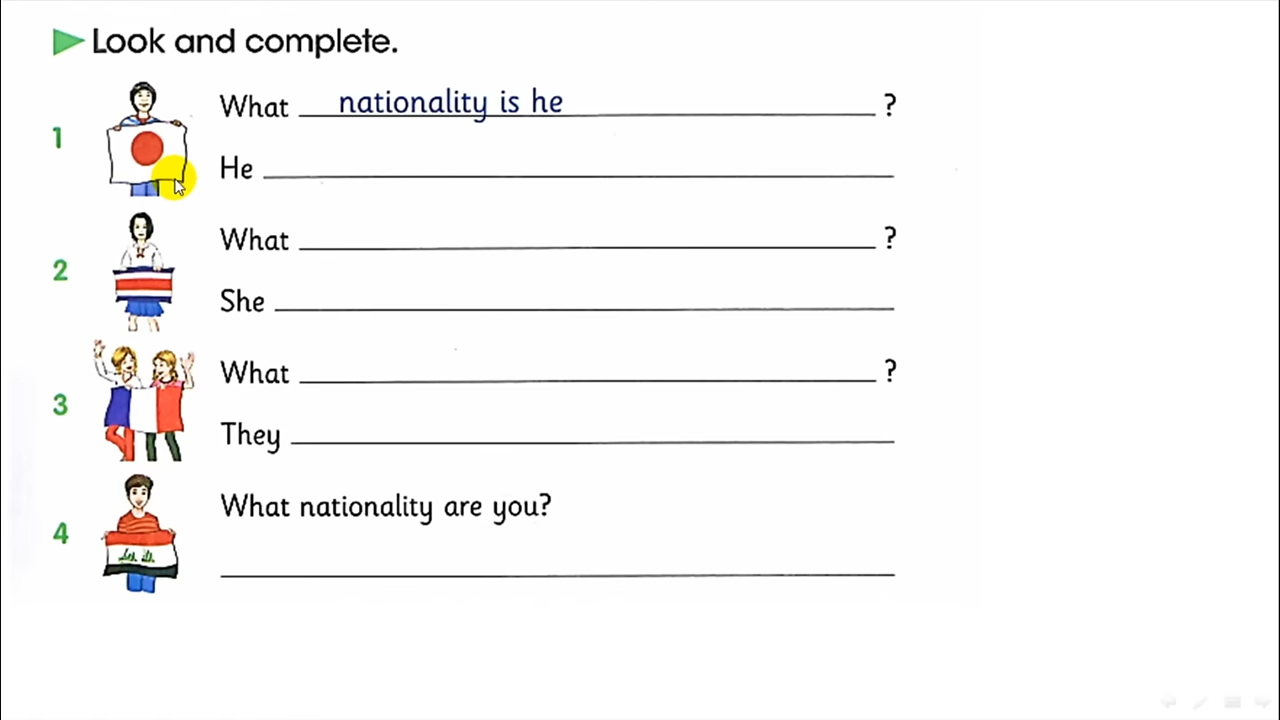 Look and complete.
1
What nationality is he ?
He
2
What ?
She
3
What ?
They
4
What nationality are you?